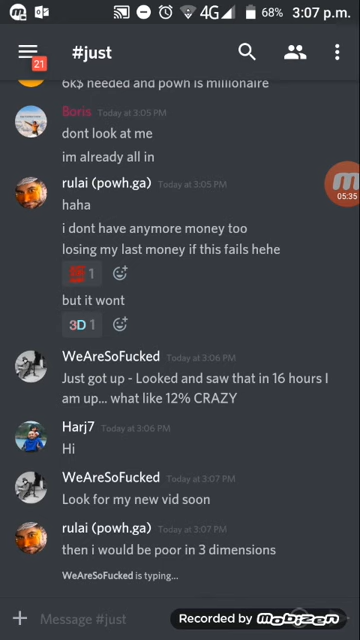 4G 68% 3:07 p.m.
21
#just
6k$ needed and powh is millionaire
Boris Today at 3:05 PM
dont look at me
im already all in
rulai (powh.ga) Today at 3:05 PM
05:35
haha
i dont have anymore money too
losing my last money if this fails hehe
1
but it wont
3D 1
WeAreSoFucked Today at 3:06 PM
Just got up - Looked and saw that in 16 hours I
am up... what like 12% CRAZY
Harj7 Today at 3:06 PM
Hi
WeAreSoFucked Today at 3:07 PM
Look for my new vid soon
rulai (powh.ga) Today at 3:07 PM
then i would be poor in 3 dimensions
WeAreSoFucked is typing...
Message #just
Recorded by Mobizen